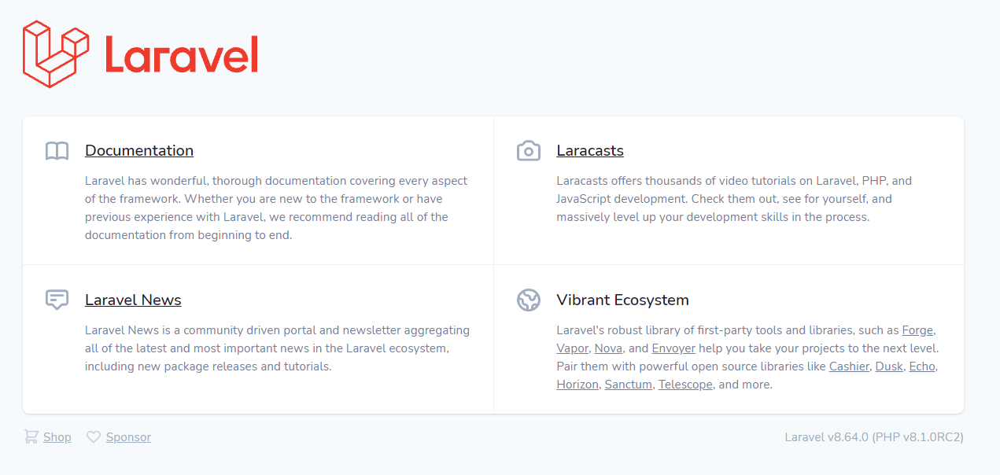 Laravel
Documentation
Laravel has wonderful, thorough documentation covering every aspect
of the framework. Whether you are new to the framework or have
previous experience with Laravel, we recommend reading all of the
documentation from beginning to end.
Laracasts
Laracasts offers thousands of video tutorials on Laravel, PHP, and
JavaScript development. Check them out, see for yourself, and
massively level up your development skills in the process.
Laravel News
Laravel News is a community driven portal and newsletter aggregating
all of the latest and most important news in the Laravel ecosystem,
including new package releases and tutorials.
Vibrant Ecosystem
Laravel's robust library of first-party tools and libraries, such as Forge,
Vapor, Nova, and Envoyer help you take your projects to the next level.
Pair them with powerful open source libraries like Cashier, Dusk, Echo,
Horizon, Sanctum, Telescope, and more.
Shop
Sponsor
Laravel v8.64.0 (PHP v8.1.0RC2)